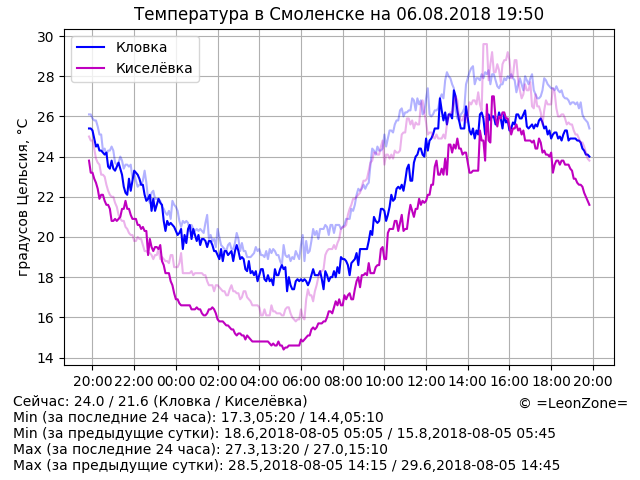 Температура в Смоленске на 06.08.2018 19:50
Кловка
Киселёвка
градусов Цельсия, °C
30
28
26
24
22
20
18
16
14
20:00 22:00 00:00 02:00 04:00 06:00 08:00 10:00 12:00 14:00 16:00 18:00 20:00
Сейчас: 24.0 / 21.6 (Кловка / Киселёвка)
© =LeonZone=
Min (за последние 24 часа): 17.3,05:20 / 14.4,05:10
Min (за предыдущие сутки): 18.6,2018-08-05 05:05 / 15.8,2018-08-05 05:45
Max (за последние 24 часа): 27.3,13:20 / 27.0,15:10
Max (за предыдущие сутки): 28.5,2018-08-05 14:15 / 29.6,2018-08-05 14:45